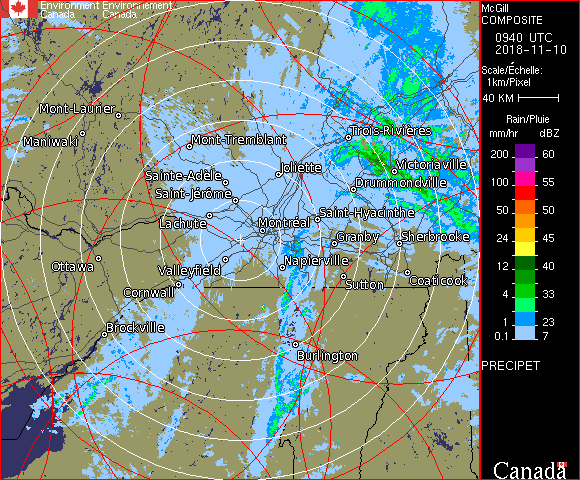 Environment Environnement
Canada Canada
McGill
COMPOSITE
0940 UTC
2018-11-10
Scale/Échelle:
1km/Pixel
40 KM
Rain/Pluie
mm/hr dBZ
200 60
100 55
50 50
24 45
12 40
4 33
1 23
0.1 7
PRECIPET
Canada
Mont-Laurier
Maniwaki
Mont-Tremblant
Trois-Rivières
Sainte-Adèle
Joliette
Victoriaville
Saint-Jérôme
Drummondville
Lachute
Montréal
Saint-Hyacinthe
Granby
Sherbrooke
Ottawa
Valleyfield
Napierville
Cornwall
Sutton
Coaticook
Brockville
Burlington